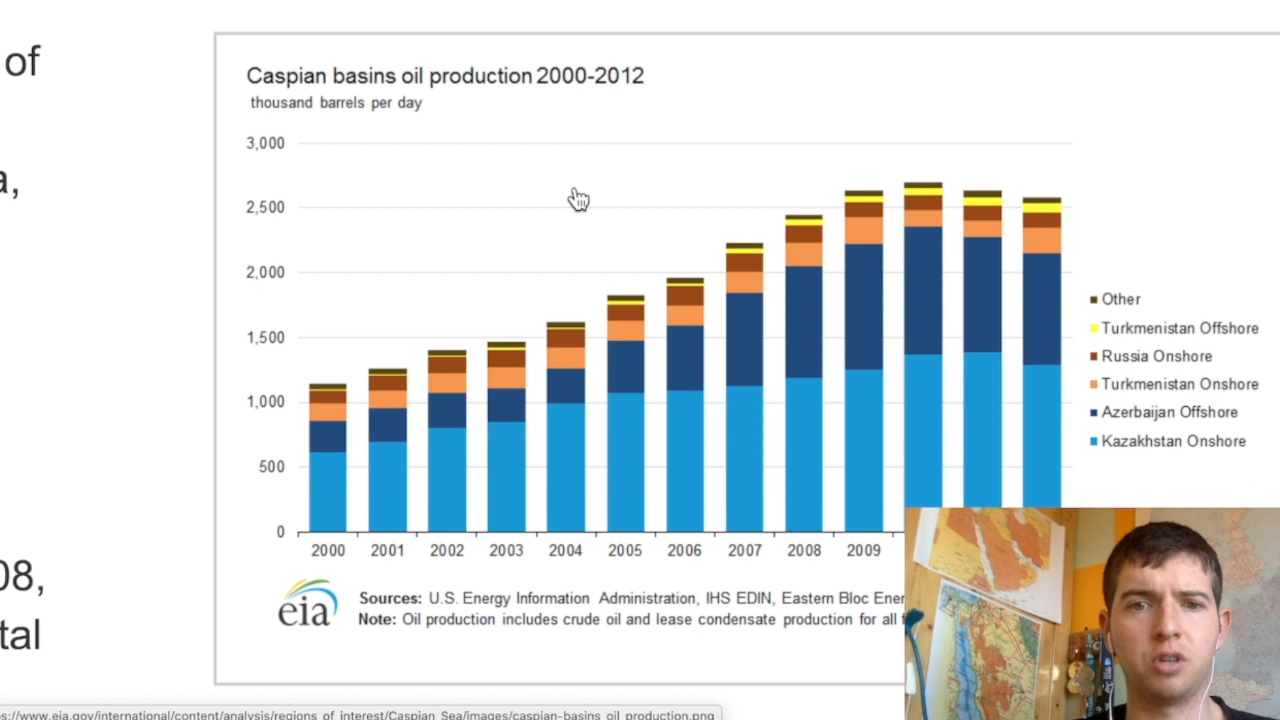 of
a,
08,
tal
Caspian basins oil production 2000-2012
thousand barrels per day
3,000
2,500
2,000
1,500
1,000
500
0
2000 2001 2002 2003 2004 2005 2006 2007 2008 2009
Other
Turkmenistan Offshore
Russia Onshore
Turkmenistan Onshore
Azerbaijan Offshore
Kazakhstan Onshore
eia
Sources: U.S. Energy Information Administration, IHS EDIN, Eastern Bloc Ener
Note: Oil production includes crude oil and lease condensate production for all f
ps://www.eia.gov/international/content/analysis/regions_of_interest/Caspian_Sea/images/caspian-basins_oil_production.png